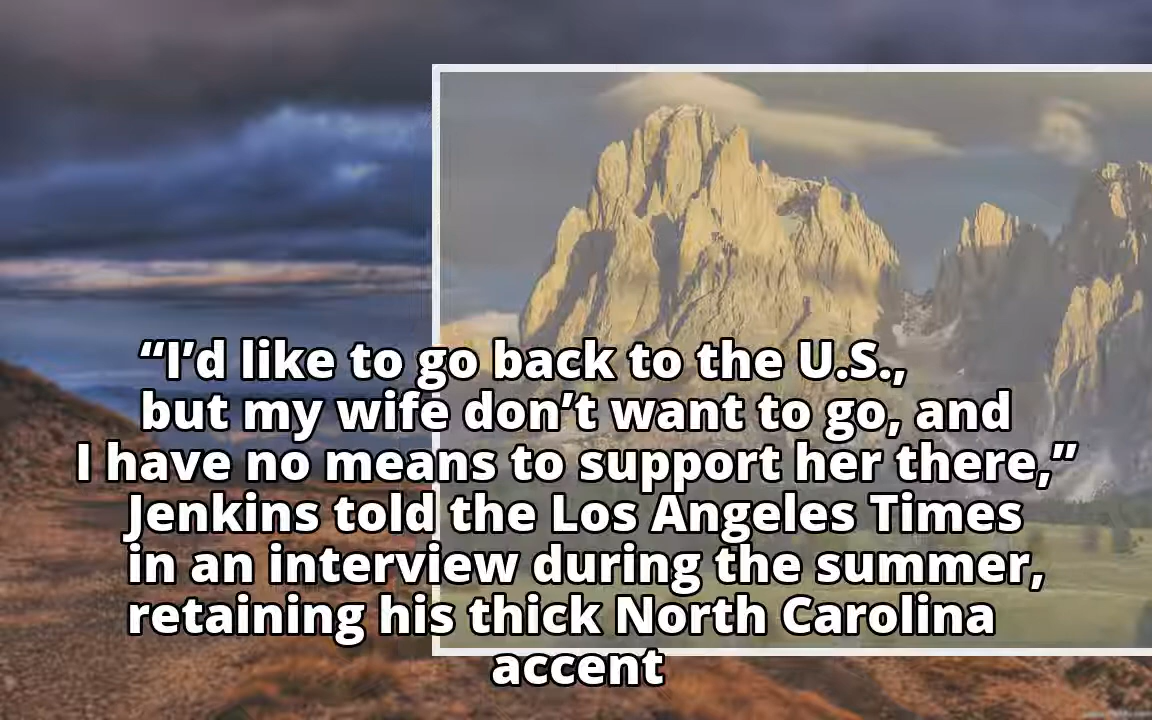 “I’d like to go back to the U.S.,
but my wife don’t want to go, and
I have no means to support her there,”
Jenkins told the Los Angeles Times
in an interview during the summer,
retaining his thick North Carolina
accent